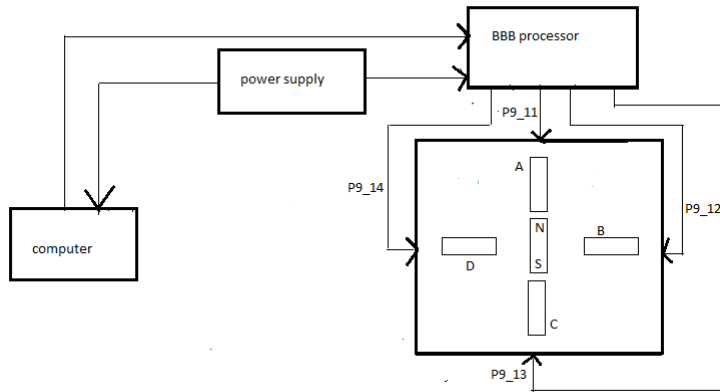 BBB processor
power supply
P9_11
A
P9_14
P9_12
N
B
computer
D
S
C
P9_13